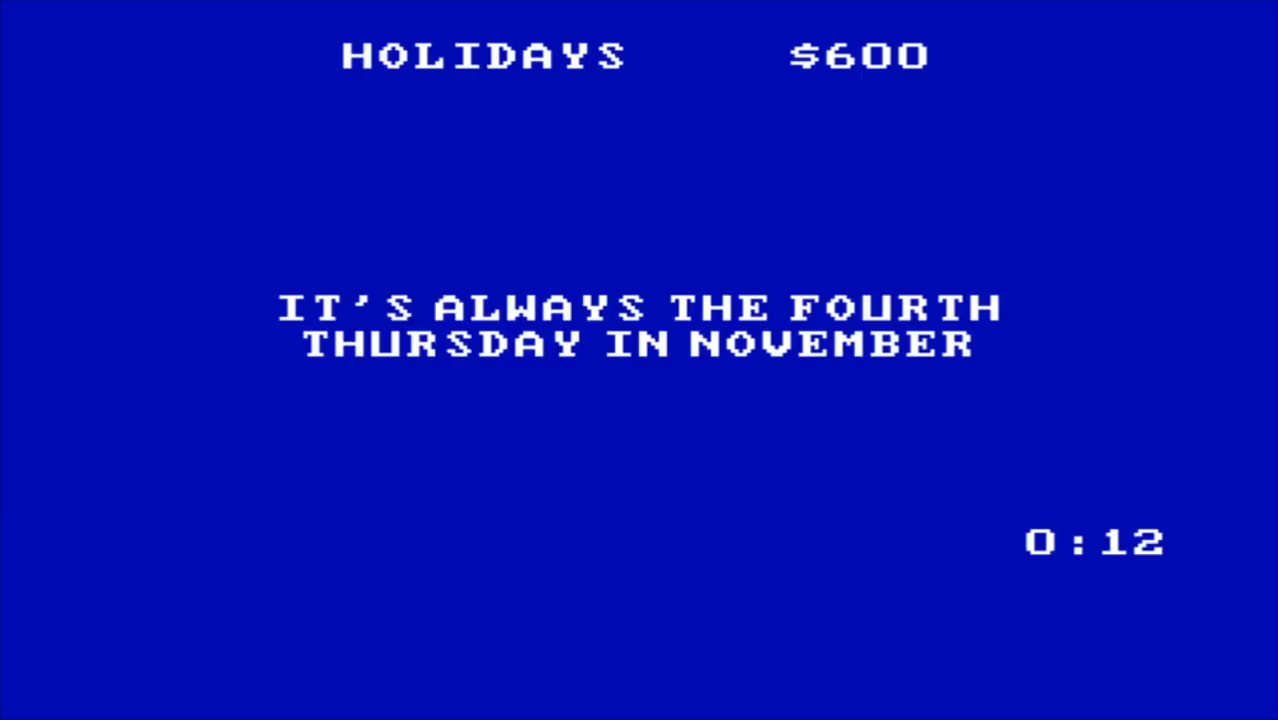 HOLIDAYS $600
IT'S ALWAYS THE FOURTH
THURSDAY IN NOVEMBER
0:12